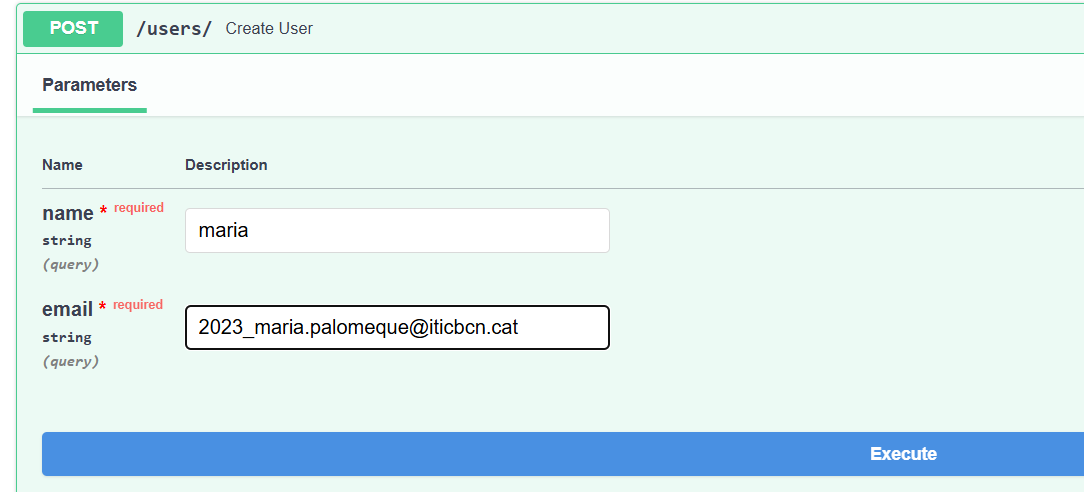 POST /users/ Create User
Parameters
Name Description
name * required
string
(query)
maria
email * required
string
(query)
2023_maria.palomeque@iticbcn.cat
Execute